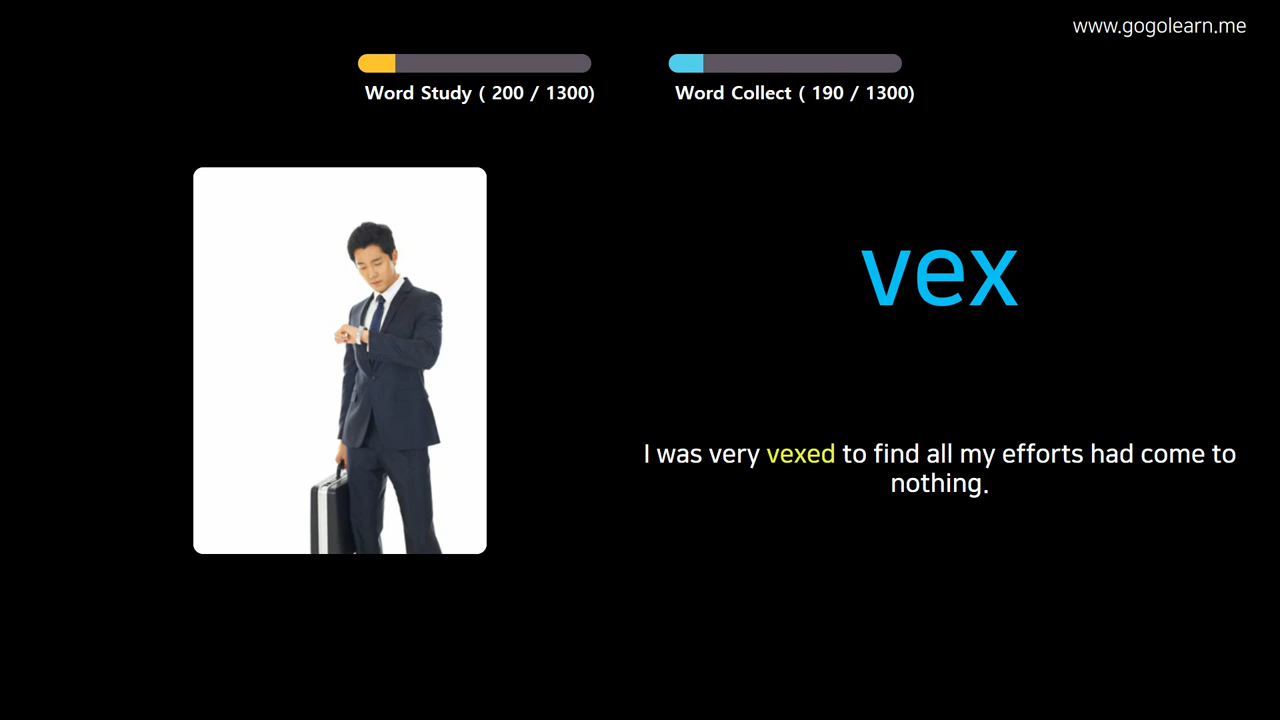 www.gogolearn.me
Word Study ( 200 / 1300)
Word Collect ( 190 / 1300)
vex
I was very vexed to find all my efforts had come to
nothing.